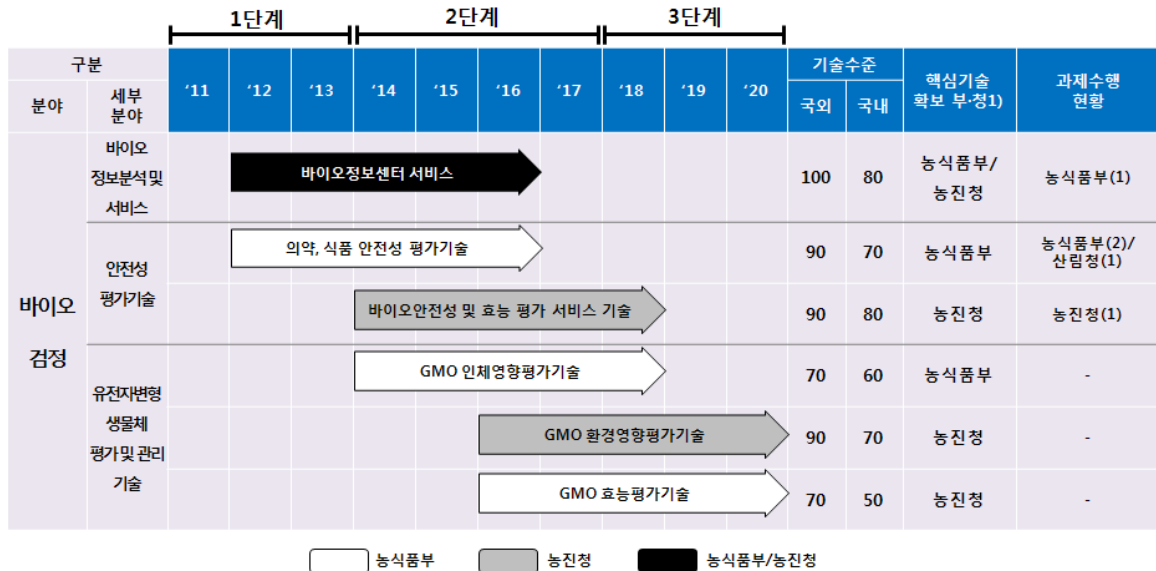 1단계 2단계 3단계
구분 '11 '12 '13 '14 '15 '16 '17 '18 '19 '20 기술수준 핵심기술 확보 부·청1) 과제수행 현황
분야 세부 분야 국외 국내
바이오 검정
바이오 정보분석 및 서비스 바이오정보센터 서비스 100 80 농식품부/농진청 농식품부(1)
안전성 평가기술 의약, 식품 안전성 평가기술 90 70 농식품부 농식품부(2)/산림청(1)
바이오안전성 및 효능 평가 서비스 기술 90 80 농진청 농진청(1)
유전자변형 생물체 평가 및 관리 기술 GMO 인체영향평가기술 70 60 농식품부 -
GMO 환경영향평가기술 90 70 농진청 -
GMO 효능평가기술 70 50 농진청 -
농식품부 농진청 농식품부/농진청